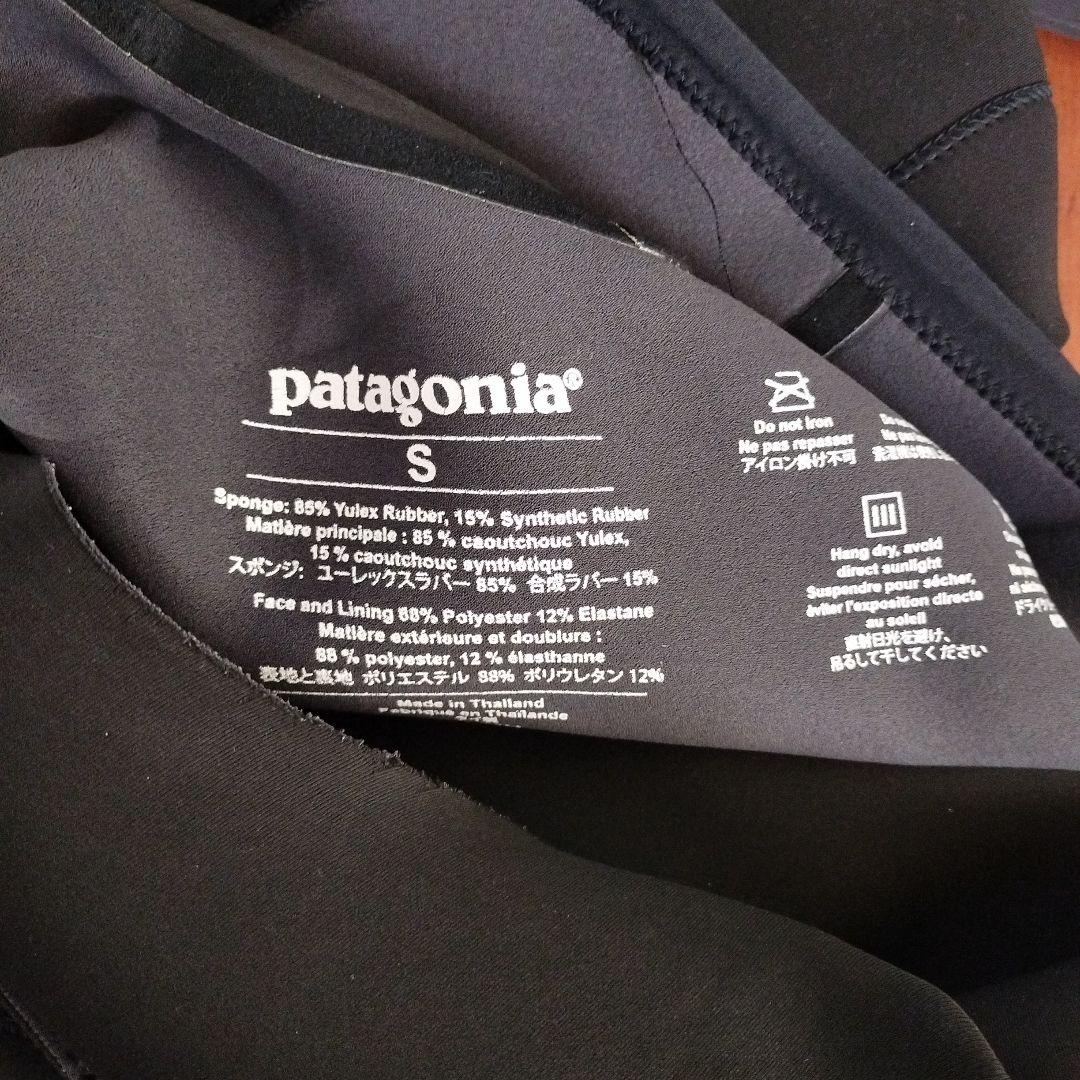 patagonia®
S
Sponge: 85% Yulex Rubber, 15% Synthetic Rubber
Matière principale : 85 % caoutchouc Yulex,
15 % caoutchouc synthétique
スポンジ: ユーレックスラバー 85% 合成ラバー 15%
Face and Lining 88% Polyester 12% Elastane
Matière extérieure et doublure :
88 % polyester, 12 % élasthanne
表地と裏地 ポリエステル 88% ポリウレタン 12%
Made in Thailand
Fabriqué en Thaïlande
Do not iron
Ne pas repasser
アイロン掛け不可
Hang dry, avoid
direct sunlight
Suspendre pour sécher,
éviter l'exposition directe
au soleil
直射日光を避け、
吊るして干してください